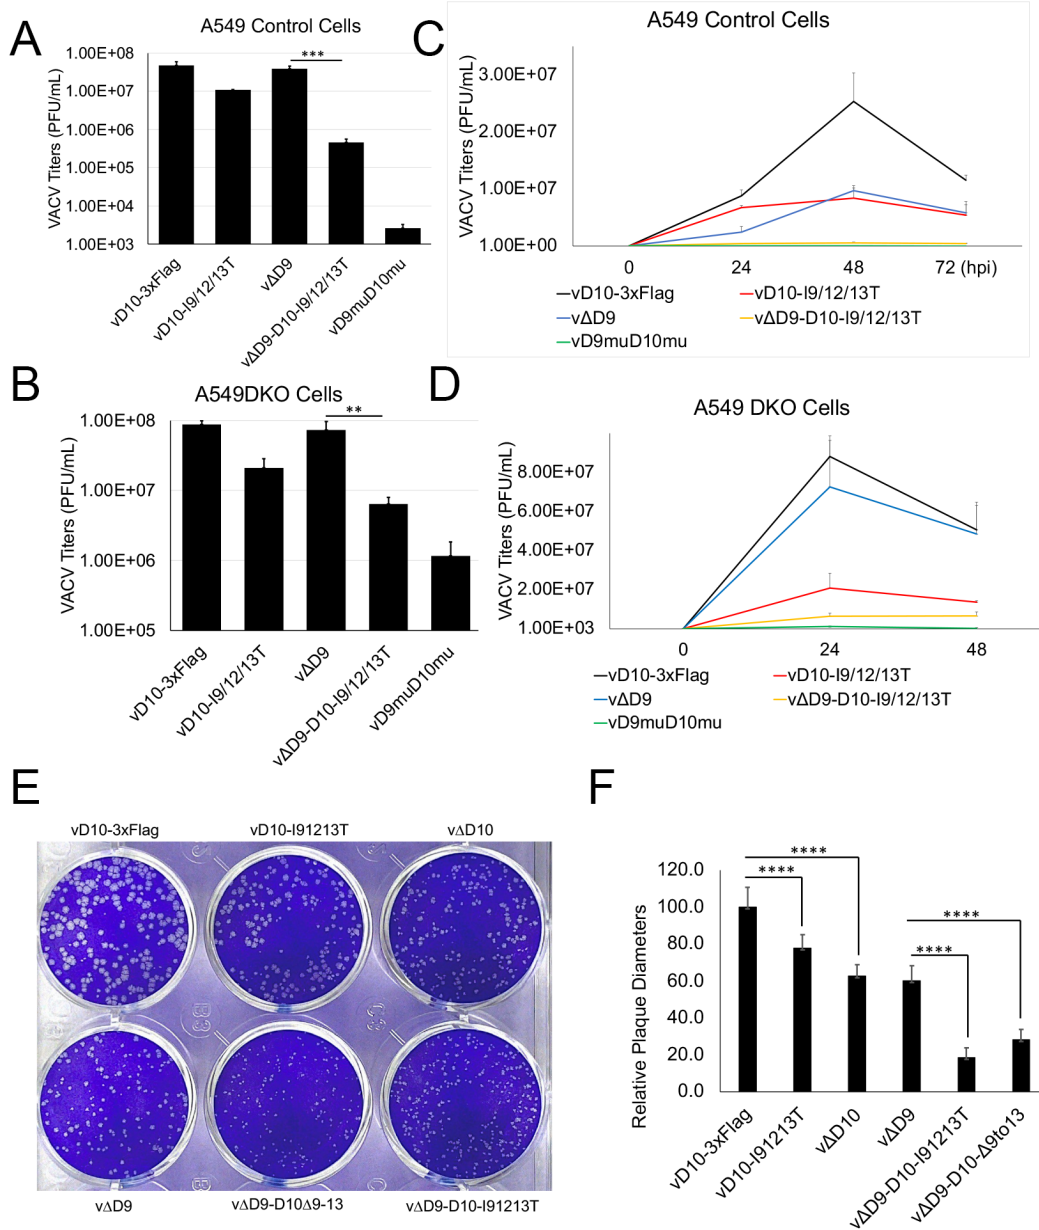 A
A549 Control Cells
VACV Titers (PFU/mL)
1.00E+08
1.00E+07
1.00E+06
1.00E+05
1.00E+04
1.00E+03
***
vD10-3xFlag
vD10-I9/12/13T
vΔD9
vΔD9-D10-I9/12/13T
vD9muD10mu
C
A549 Control Cells
VACV Titers (PFU/mL)
3.00E+07
2.00E+07
1.00E+07
1.00E+00
0 24 48 72 (hpi)
vD10-3xFlag vD10-I9/12/13T
vΔD9 vΔD9-D10-I9/12/13T
vD9muD10mu
B
A549DKO Cells
VACV Titers (PFU/mL)
1.00E+08
1.00E+07
1.00E+06
1.00E+05
**
vD10-3xFlag
vD10-I9/12/13T
vΔD9
vΔD9-D10-I9/12/13T
vD9muD10mu
D
A549 DKO Cells
VACV Titers (PFU/mL)
8.00E+07
6.00E+07
4.00E+07
2.00E+07
1.00E+03
0 24 48
vD10-3xFlag vD10-I9/12/13T
vΔD9 vΔD9-D10-I9/12/13T
vD9muD10mu
E
vD10-3xFlag vD10-I91213T vΔD10
B3
vΔD9 vΔD9-D10Δ9-13 vΔD9-D10-I91213T
F
Relative Plaque Diameters
120.0
100.0
80.0
60.0
40.0
20.0
0.0
****
****
****
****
vD10-3xFlag
vD10-I91213T
vΔD10
vΔD9
vΔD9-D10-I91213T
vΔD9-D10-Δ9to13